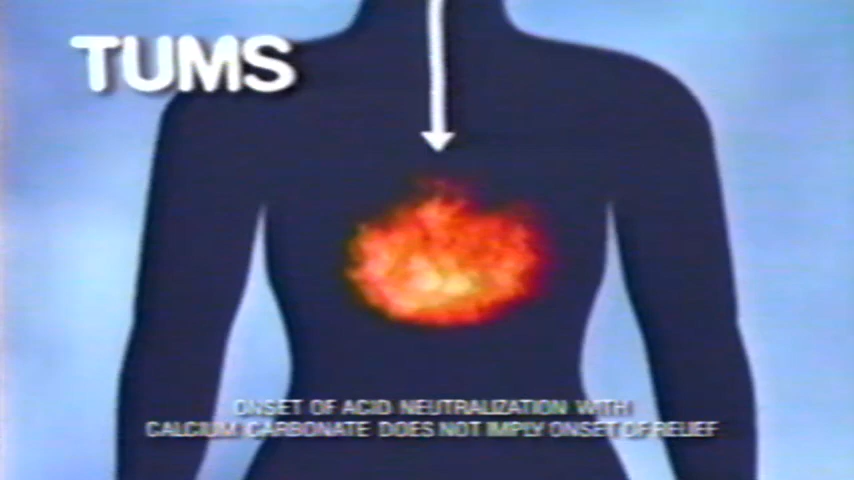 TUMS
ONSET OF ACID NEUTRALIZATION WITH
CALCIUM CARBONATE DOES NOT IMPLY ONSET OF RELIEF